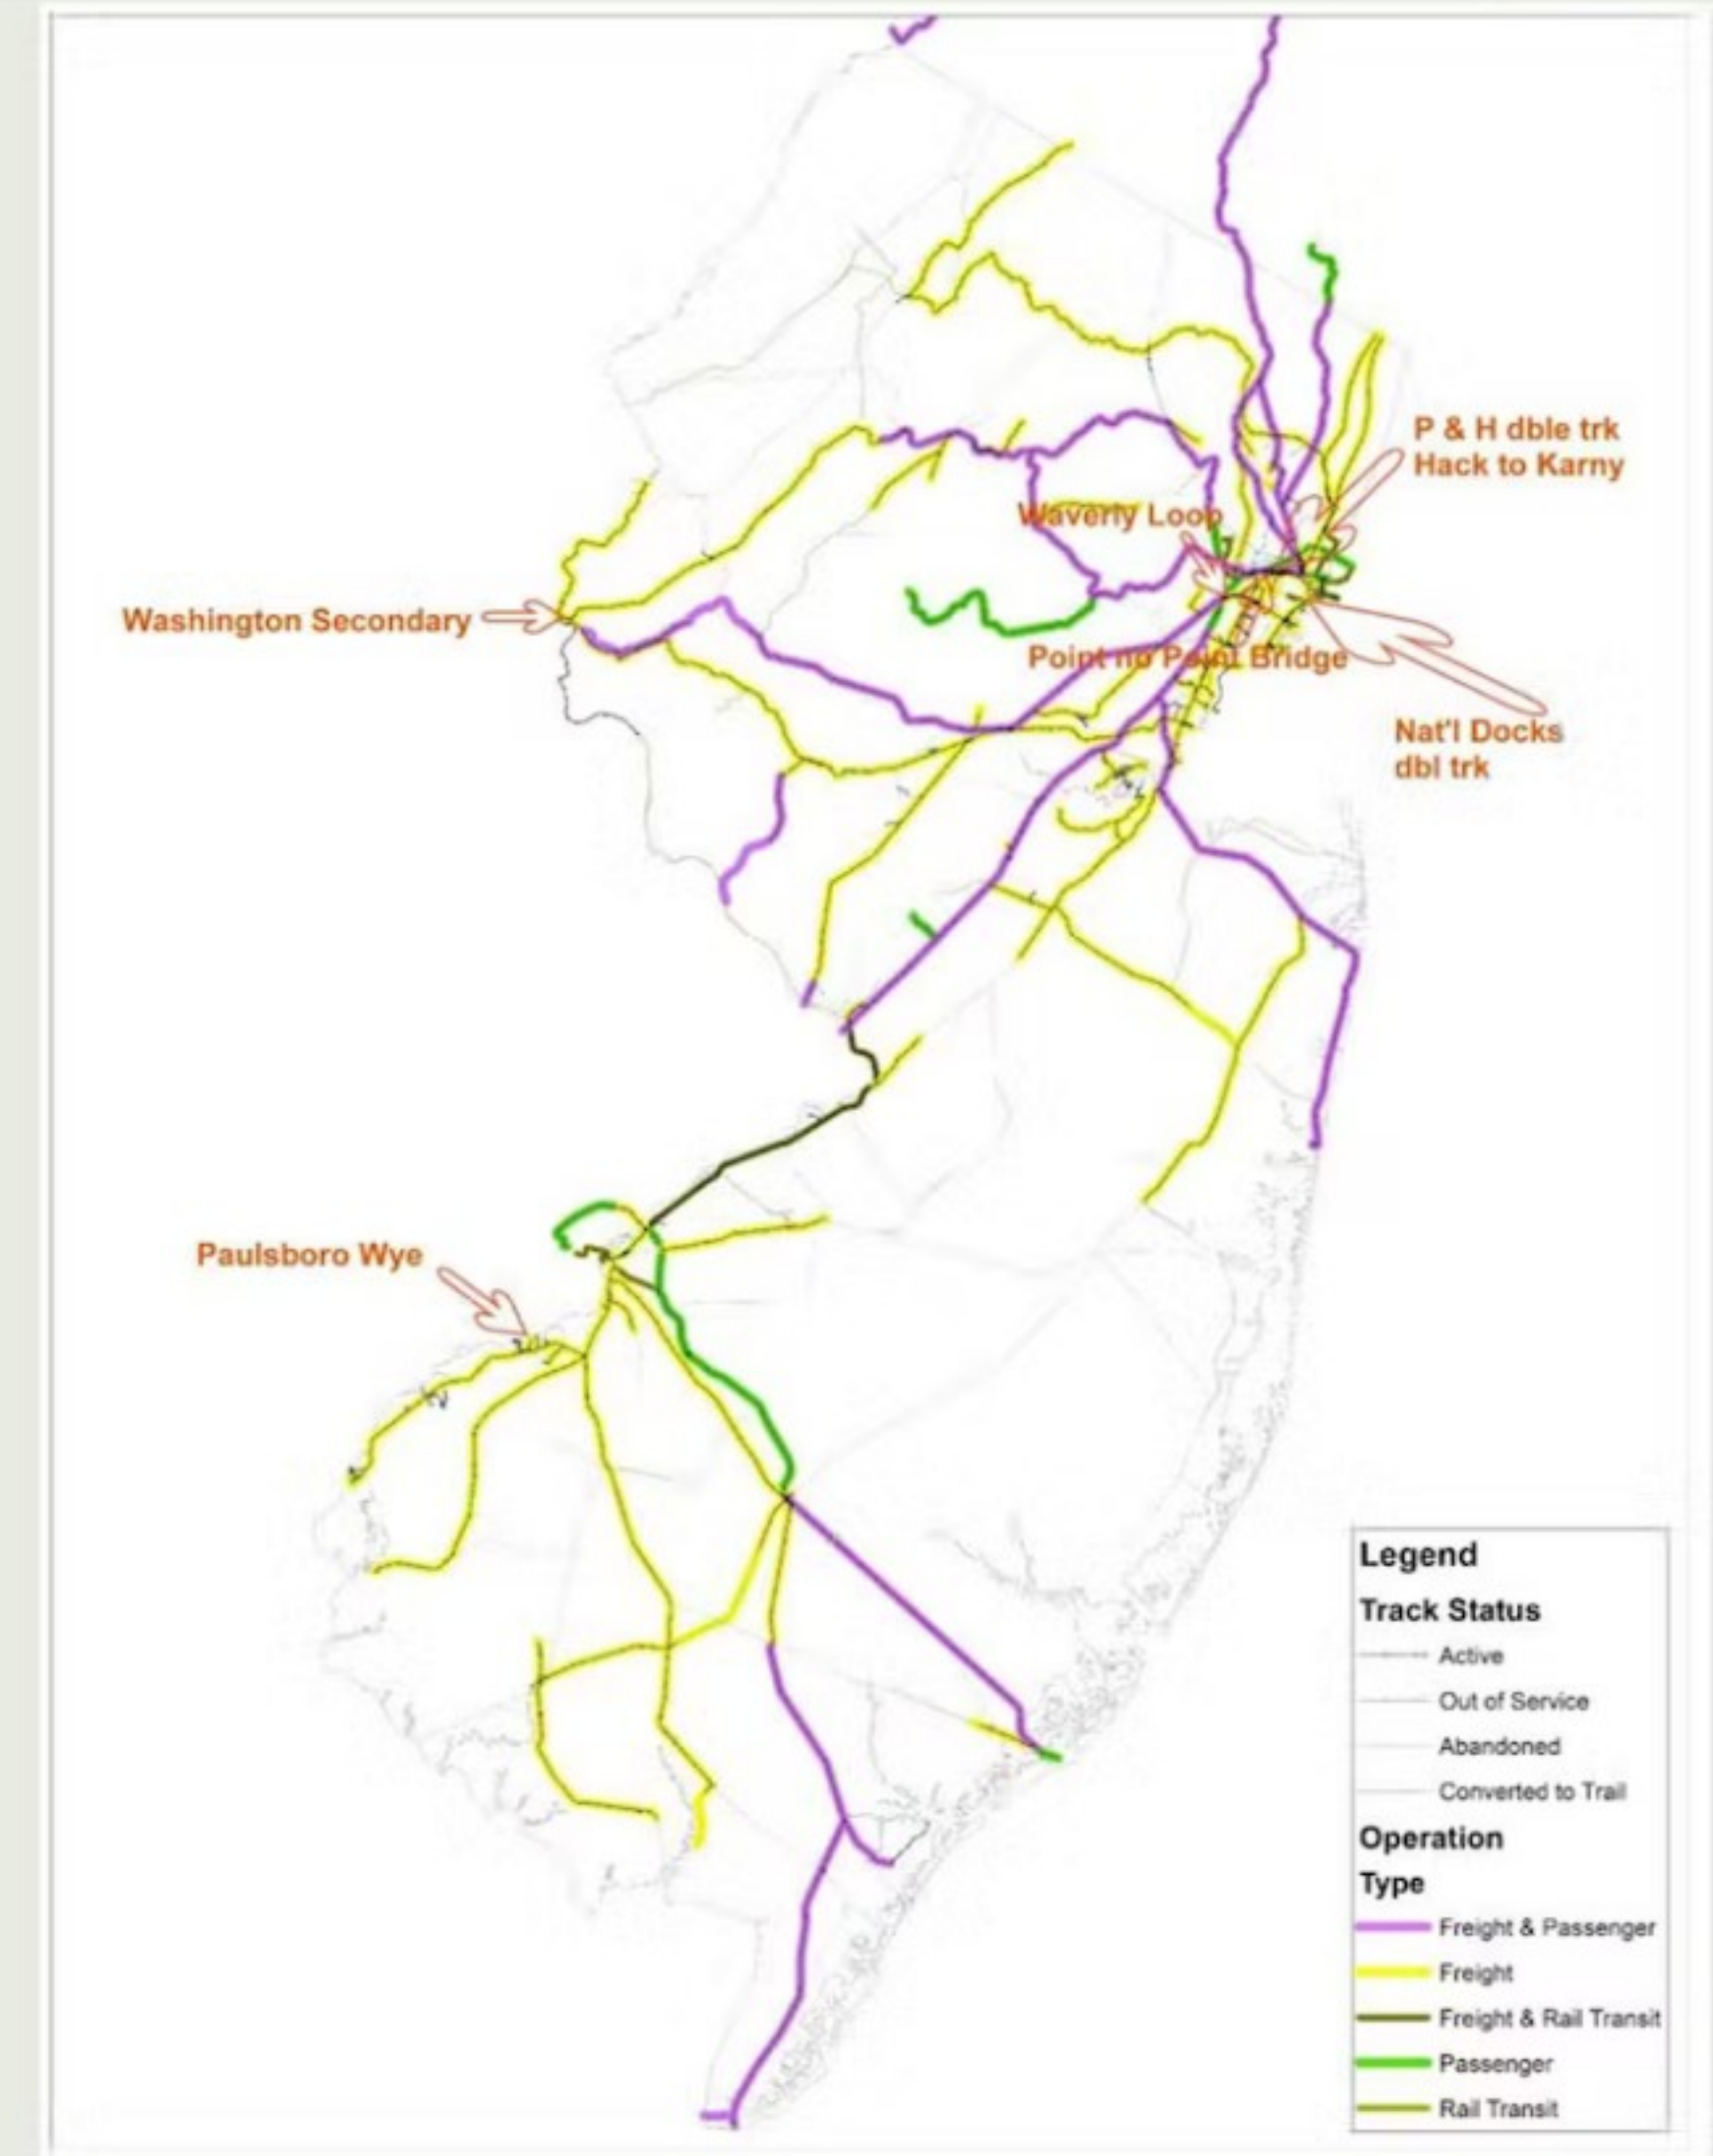 P & H dble trk
Hack to Karny
Waverly Loop
Washington Secondary
Point no Point Bridge
Nat'l Docks
dbl trk
Paulsboro Wye
Legend
Track Status
Active
Out of Service
Abandoned
Converted to Trail
Operation
Type
Freight & Passenger
Freight
Freight & Rail Transit
Passenger
Rail Transit